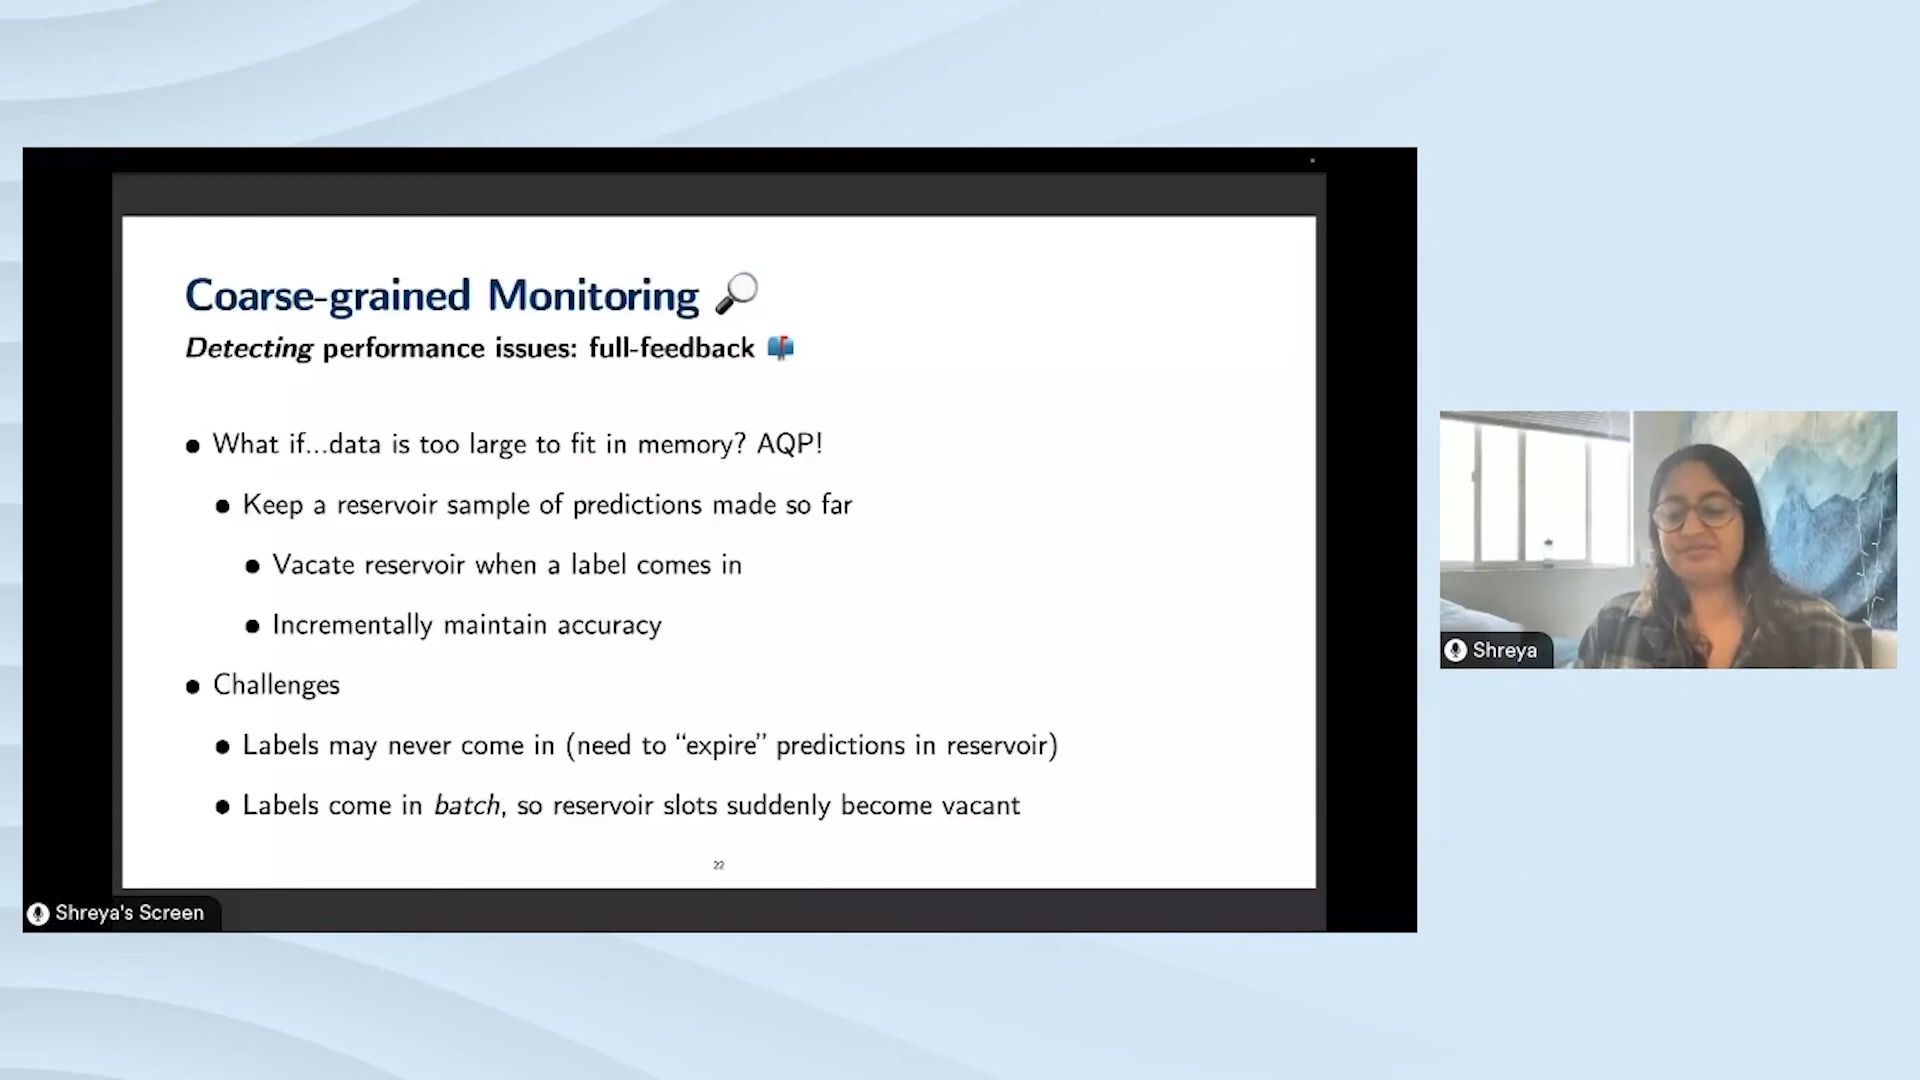 Coarse-grained Monitoring
Detecting performance issues: full-feedback
What if...data is too large to fit in memory? AQP!
Keep a reservoir sample of predictions made so far
Vacate reservoir when a label comes in
Incrementally maintain accuracy
Challenges
Labels may never come in (need to “expire” predictions in reservoir)
Labels come in batch, so reservoir slots suddenly become vacant
22
Shreya's Screen
Shreya